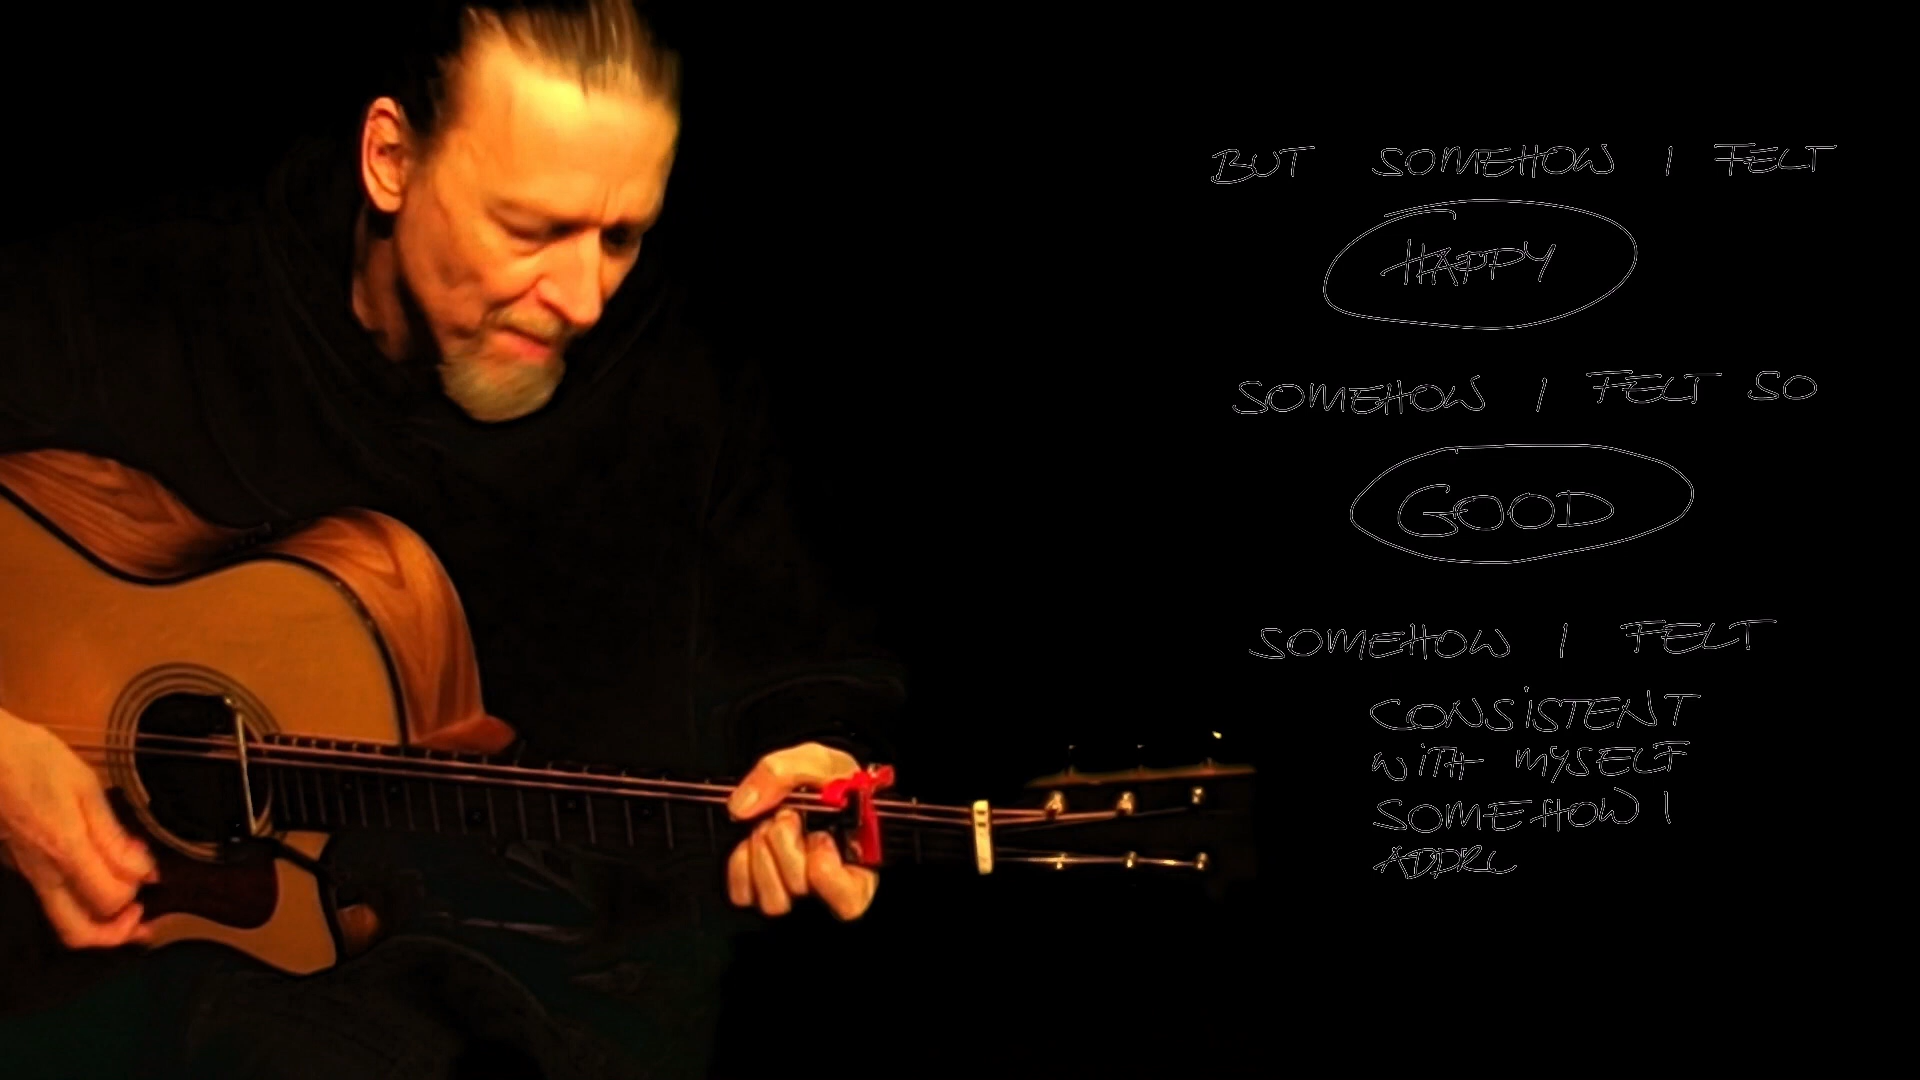 BUT SOMEHOW I FELT
HAPPY
SOMEHOW I FELT SO
GOOD
SOMEHOW I FELT
CONSISTENT
WITH MYSELF
SOMEHOW I